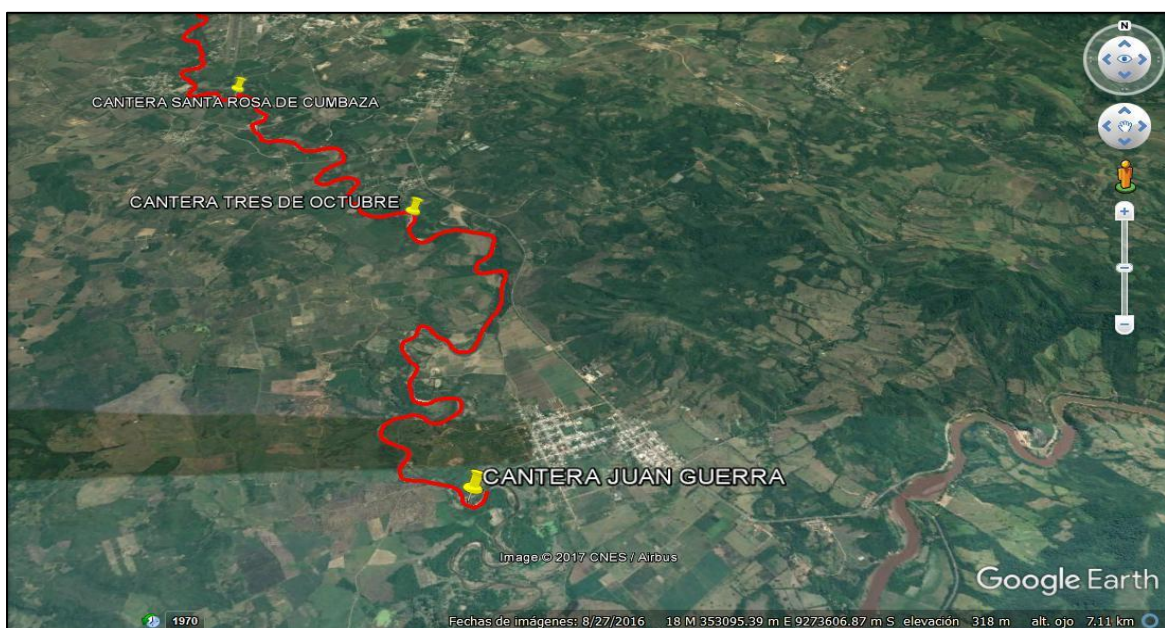 N
CANTERA SANTA ROSA DE CUMBAZA
CANTERA TRES DE OCTUBRE
CANTERA JUAN GUERRA
Image © 2017 CNES / Airbus
Google Earth
1970
Fechas de imágenes: 8/27/2016 18 M 353095.39 m E 9273606.87 m S elevación 318 m alt. ojo 7.11 km